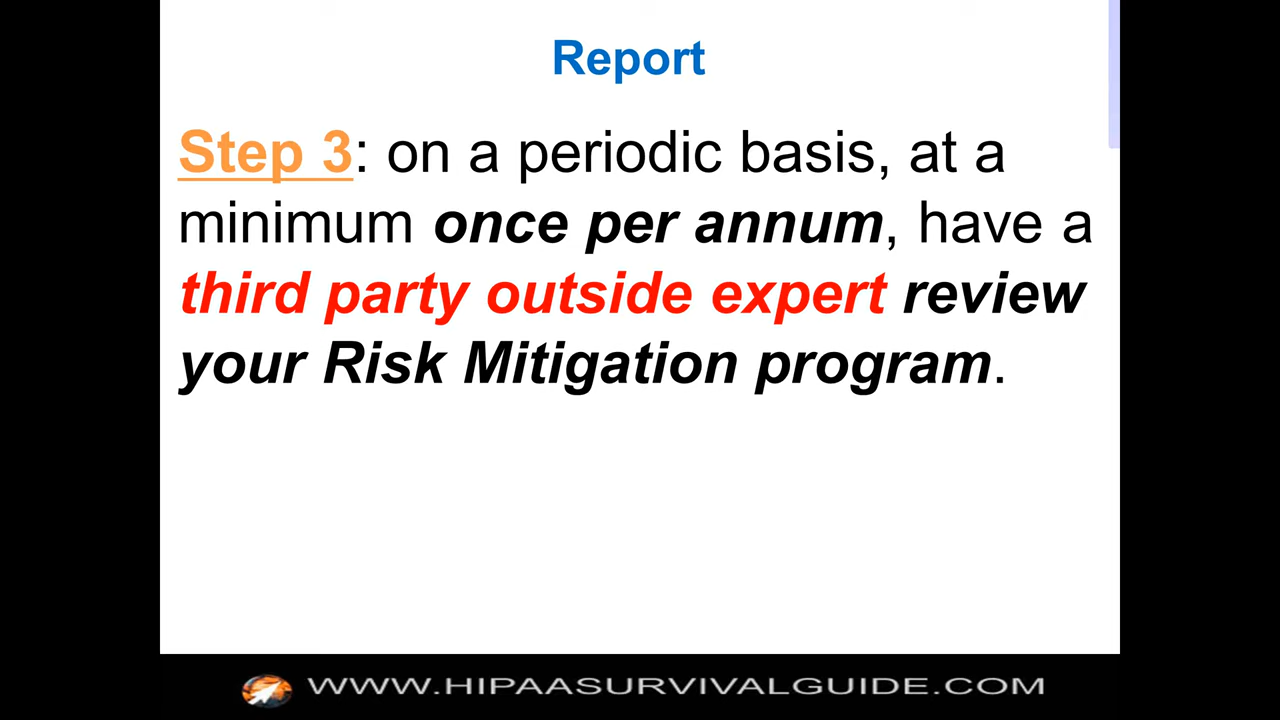 Report
Step 3: on a periodic basis, at a
minimum once per annum, have a
third party outside expert review
your Risk Mitigation program.
WWW.HIPAASURVIVALGUIDE.COM